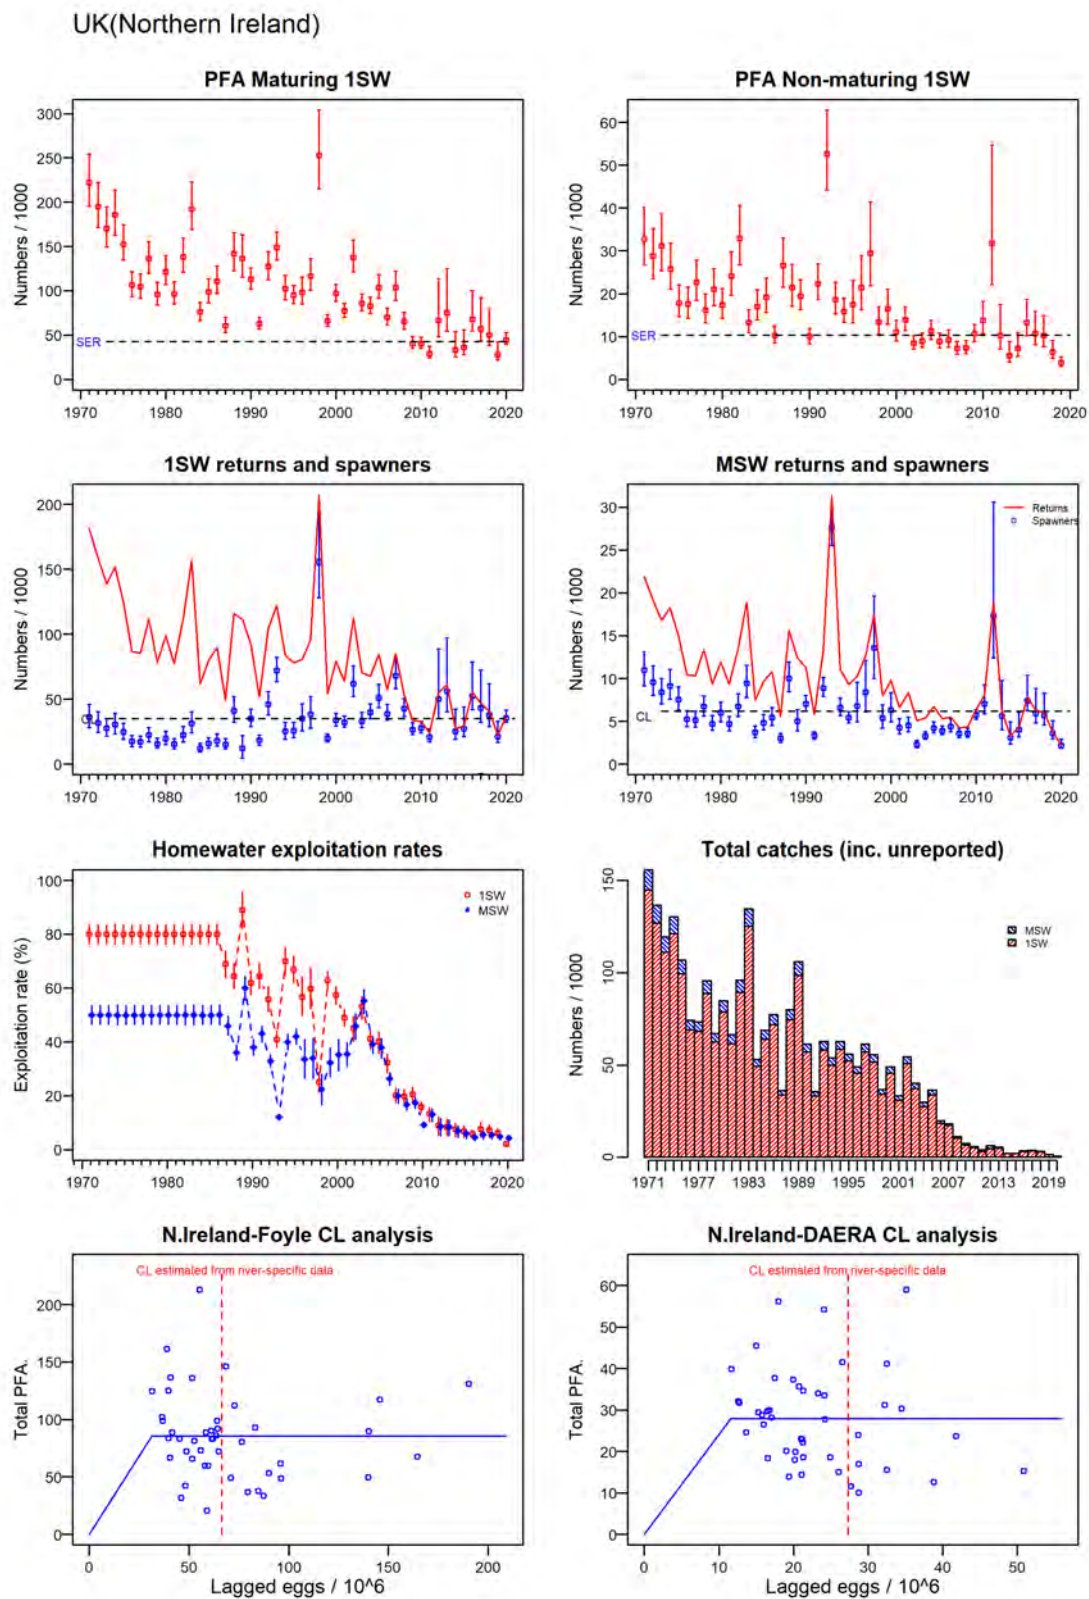 UK(Northern Ireland)
PFA Maturing 1SW
Numbers / 1000
300
250
200
150
100
50
0
SER
1970 1980 1990 2000 2010 2020
PFA Non-maturing 1SW
Numbers / 1000
60
50
40
30
20
10
0
SER
1970 1980 1990 2000 2010 2020
1SW returns and spawners
Numbers / 1000
200
150
100
50
0
1970 1980 1990 2000 2010 2020
MSW returns and spawners
Numbers / 1000
30
25
20
15
10
5
0
Returns
Spawners
CL
1970 1980 1990 2000 2010 2020
Homewater exploitation rates
Exploitation rate (%)
100
80
60
40
20
0
1SW
MSW
1970 1980 1990 2000 2010 2020
Total catches (inc. unreported)
Numbers / 1000
150
100
50
0
MSW
1SW
1971 1977 1983 1989 1995 2001 2007 2013 2019
N.Ireland-Foyle CL analysis
CL estimated from river-specific data
Total PFA.
200
150
100
50
0
0 50 100 150 200
Lagged eggs / 10^6
N.Ireland-DAERA CL analysis
CL estimated from river-specific data
Total PFA.
60
50
40
30
20
10
0
0 10 20 30 40 50
Lagged eggs / 10^6